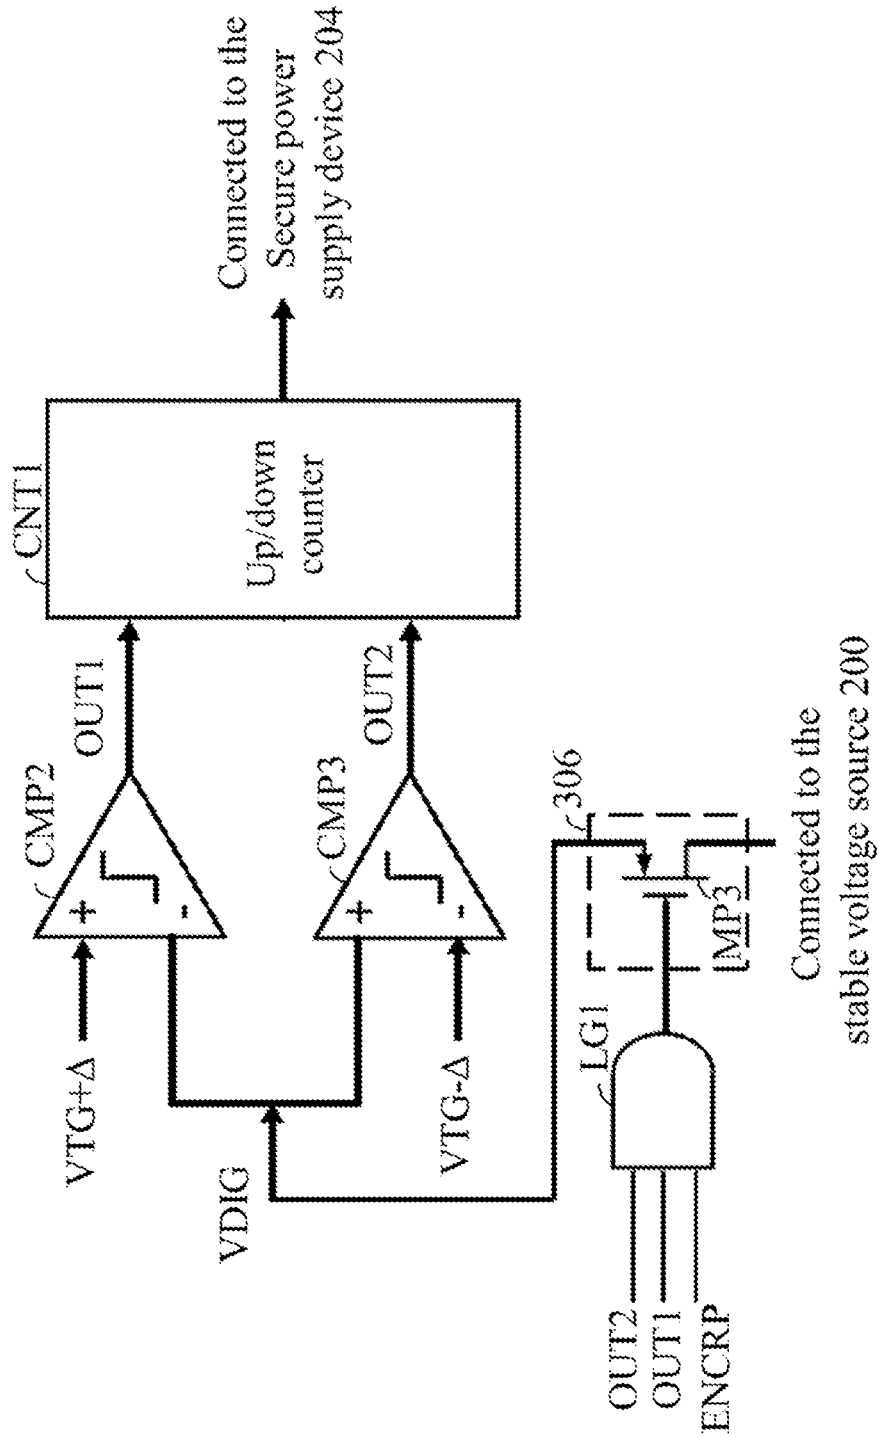 CNT1
Up/down
counter
Connected to the
Secure power
supply device 204
CMP2
+
-
OUT1
VTG+Δ
CMP3
+
-
OUT2
VTG-Δ
VDIG
306
MP3
LG1
OUT2
OUT1
ENCRP
Connected to the
stable voltage source 200